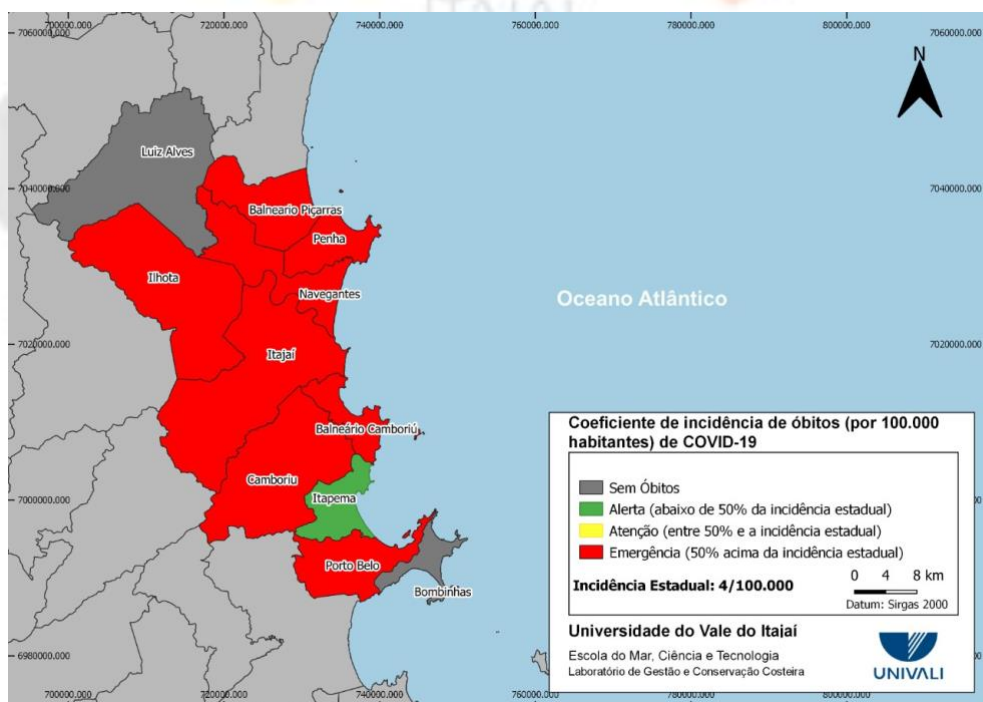 700000.000 720000.000 740000.000 760000.000 780000.000 800000.000
7060000.000 7060000.000
N
Luiz Alves
7040000.000 7040000.000
Balneario Piçarras
Penha
Ilhota
Navegantes
Oceano Atlântico
Itajaí
7020000.000 7020000.000
Balneário Camboriú
Camboriu
Itapema
7000000.000
Porto Belo
Bombinhas
6980000.000
Coeficiente de incidência de óbitos (por 100.000
habitantes) de COVID-19
Sem Óbitos
Alerta (abaixo de 50% da incidência estadual)
Atenção (entre 50% e a incidência estadual)
Emergência (50% acima da incidência estadual)
Incidência Estadual: 4/100.000
0 4 8 km
Datum: Sirgas 2000
Universidade do Vale do Itajaí
Escola do Mar, Ciência e Tecnologia
Laboratório de Gestão e Conservação Costeira
UNIVALI
700000.000 720000.000 740000.000 760000.000 780000.000 800000.000